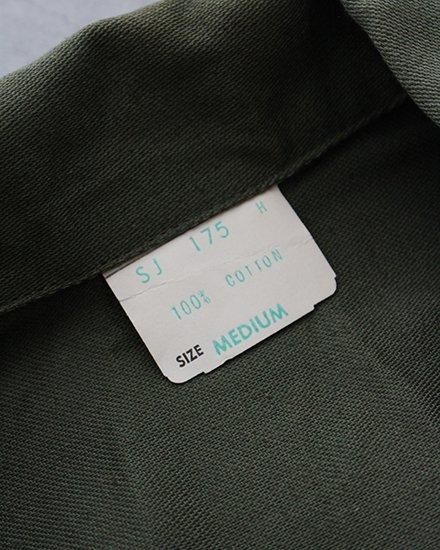 SJ 175 H
100% COTTON
SIZE MEDIUM